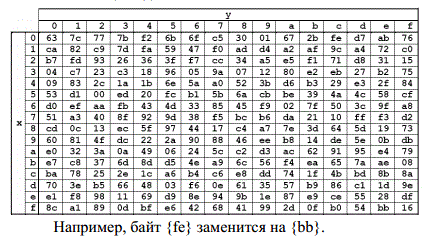 y
0 1 2 3 4 5 6 7 8 9 a b c d e f
0 63 7c 77 7b f2 6b 6f c5 30 01 67 2b fe d7 ab 76
1 ca 82 c9 7d fa 59 47 f0 ad d4 a2 af 9c a4 72 c0
2 b7 fd 93 26 36 3f f7 cc 34 a5 e5 f1 71 d8 31 15
3 04 c7 23 c3 18 96 05 9a 07 12 80 e2 eb 27 b2 75
4 09 83 2c 1a 1b 6e 5a a0 52 3b d6 b3 29 e3 2f 84
5 53 d1 00 ed 20 fc b1 5b 6a cb be 39 4a 4c 58 cf
6 d0 ef aa fb 43 4d 33 85 45 f9 02 7f 50 3c 9f a8
x 7 51 a3 40 8f 92 9d 38 f5 bc b6 da 21 10 ff f3 d2
8 cd 0c 13 ec 5f 97 44 17 c4 a7 7e 3d 64 5d 19 73
9 60 81 4f dc 22 2a 90 88 46 ee b8 14 de 5e 0b db
a e0 32 3a 0a 49 06 24 5c c2 d3 ac 62 91 95 e4 79
b e7 c8 37 6d 8d d5 4e a9 6c 56 f4 ea 65 7a ae 08
c ba 78 25 2e 1c a6 b4 c6 e8 dd 74 1f 4b bd 8b 8a
d 70 3e b5 66 48 03 f6 0e 61 35 57 b9 86 c1 1d 9e
e e1 f8 98 11 69 d9 8e 94 9b 1e 87 e9 ce 55 28 df
f 8c a1 89 0d bf e6 42 68 41 99 2d 0f b0 54 bb 16
Например, байт {fe} заменится на {bb}.